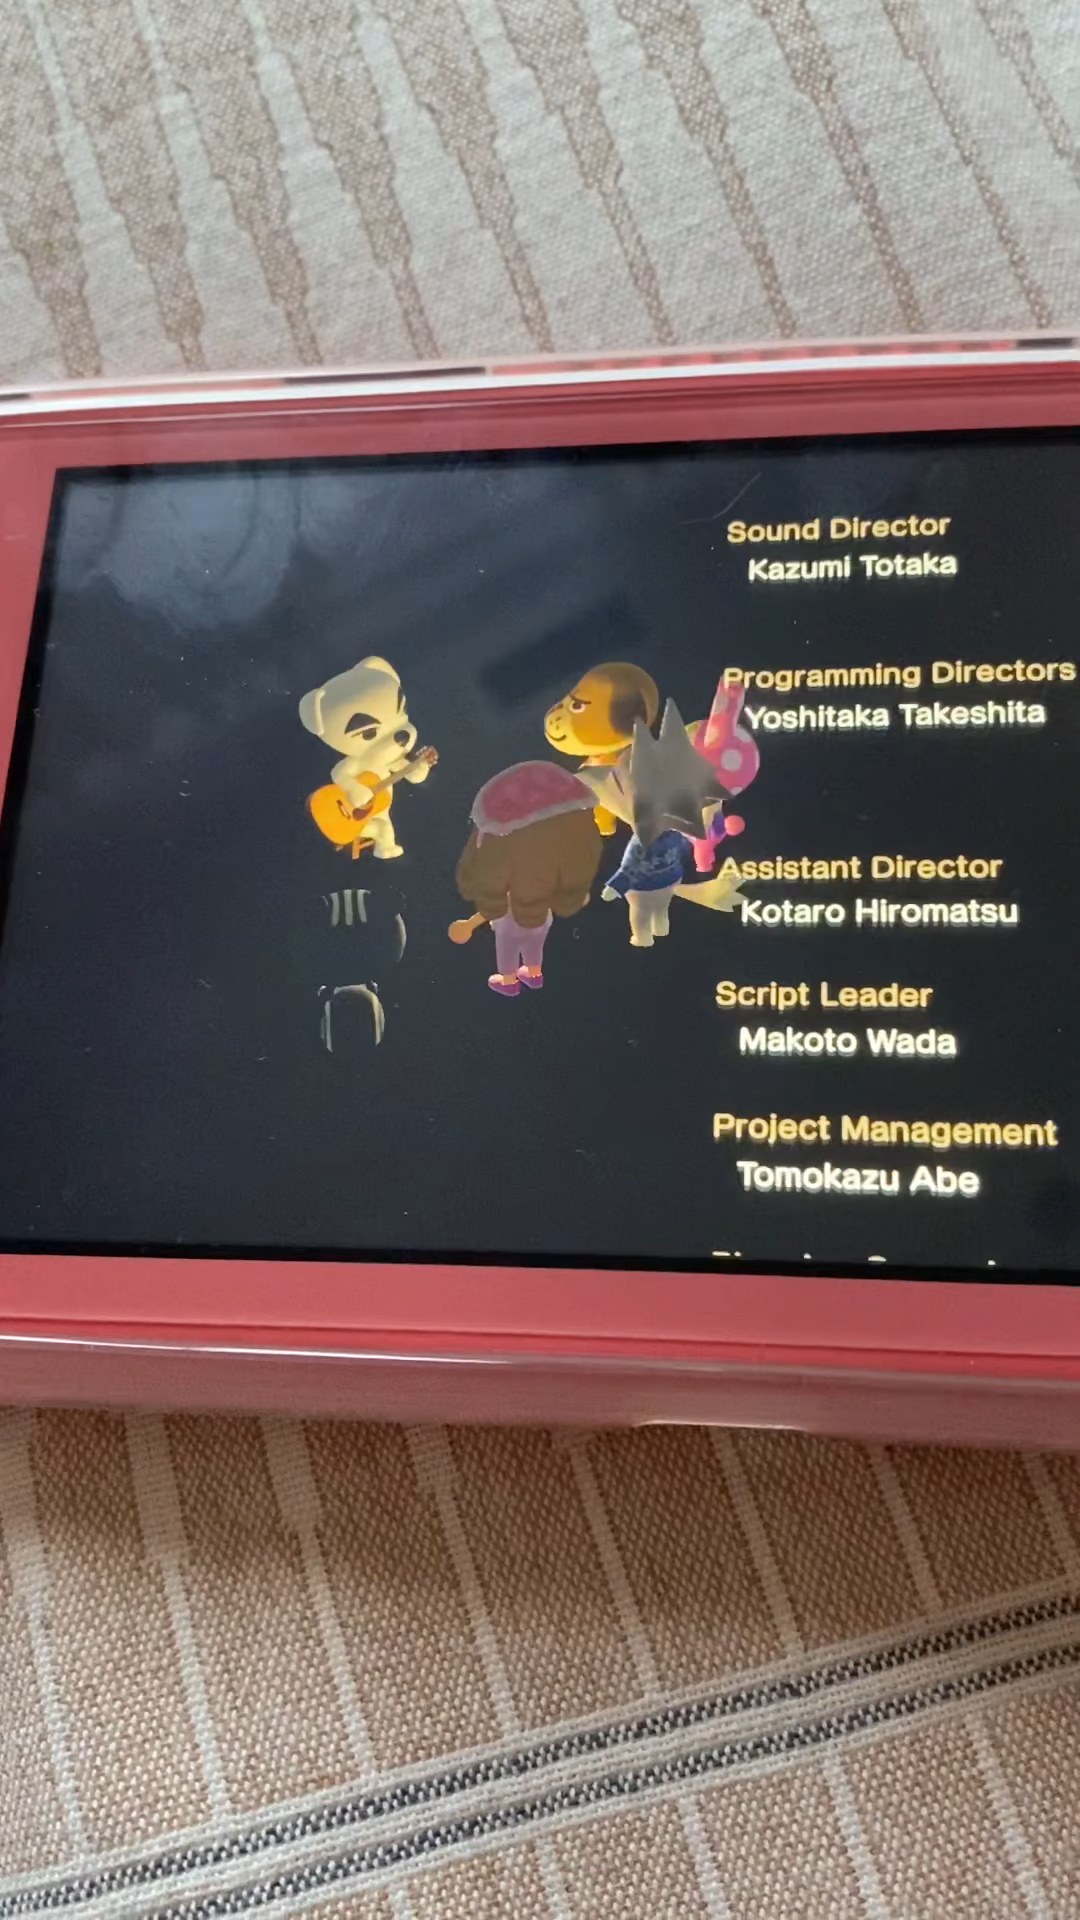 Sound Director
Kazumi Totaka
Programming Directors
Yoshitaka Takeshita
Assistant Director
Kotaro Hiromatsu
Script Leader
Makoto Wada
Project Management
Tomokazu Abe